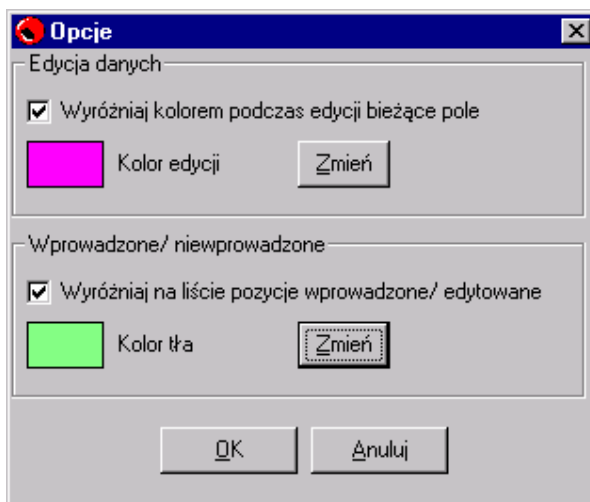 Opcje
Edycja danych
Wyróżniaj kolorem podczas edycji bieżące pole
Kolor edycji
Zmień
Wprowadzone/ niewprowadzone
Wyróżniaj na liście pozycje wprowadzone/ edytowane
Kolor tła
Zmień
OK
Anuluj